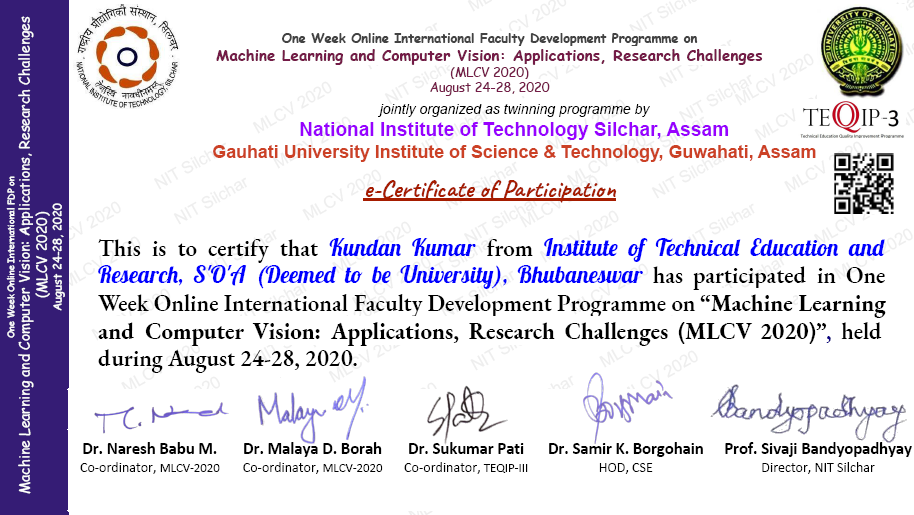 One Week Online International FDP on
Machine Learning and Computer Vision: Applications, Research Challenges
(MLCV 2020)
August 24-28, 2020
राष्ट्रीय प्रौद्योगिकी संस्थान, सिलचर
NATIONAL INSTITUTE OF TECHNOLOGY, SILCHAR
One Week Online International Faculty Development Programme on
Machine Learning and Computer Vision: Applications, Research Challenges
(MLCV 2020)
August 24-28, 2020
jointly organized as twinning programme by
National Institute of Technology Silchar, Assam
Gauhati University Institute of Science & Technology, Guwahati, Assam
UNIVERSITY OF GAUHATI
TEQIP-3
Technical Education Quality Improvement Programme
e-Certificate of Participation
This is to certify that Kundan Kumar from Institute of Technical Education and
Research, S'O'A (Deemed to be University), Bhubaneswar has participated in One
Week Online International Faculty Development Programme on “Machine Learning
and Computer Vision: Applications, Research Challenges (MLCV 2020)”, held
during August 24-28, 2020.
Bandyopadhyay
Dr. Naresh Babu M. Dr. Malaya D. Borah Dr. Sukumar Pati Dr. Samir K. Borgohain Prof. Sivaji Bandyopadhyay
Co-ordinator, MLCV-2020 Co-ordinator, MLCV-2020 Co-ordinator, TEQIP-III HOD, CSE Director, NIT Silchar
NIT Silchar
MLCV 2020